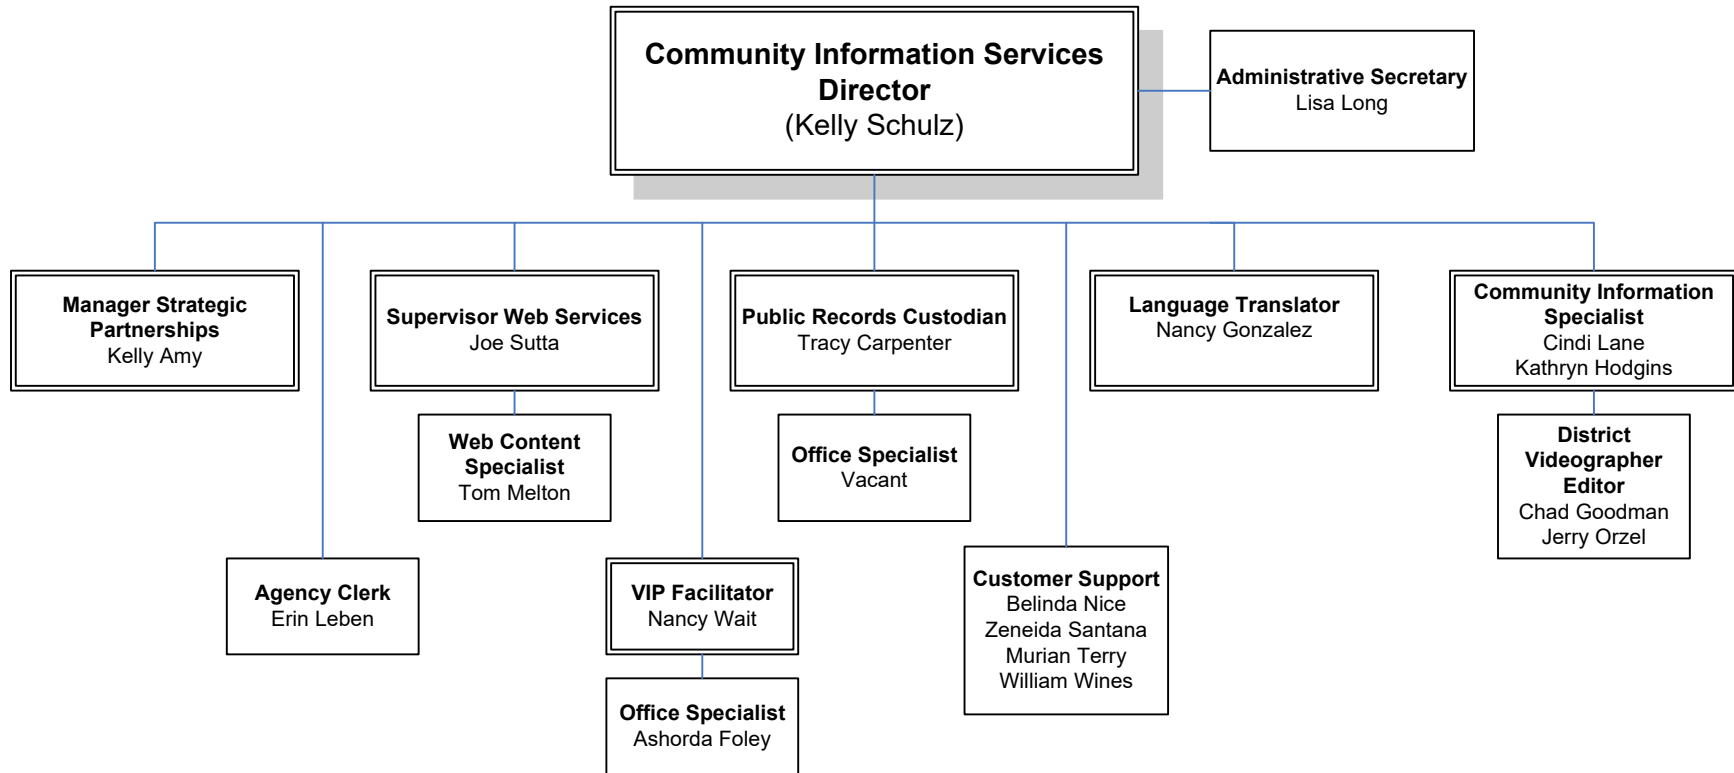 Community Information Services
Director
(Kelly Schulz)
Administrative Secretary
Lisa Long
Manager Strategic
Partnerships
Kelly Amy
Supervisor Web Services
Joe Sutta
Public Records Custodian
Tracy Carpenter
Language Translator
Nancy Gonzalez
Community Information
Specialist
Cindi Lane
Kathryn Hodgins
Web Content
Specialist
Tom Melton
Office Specialist
Vacant
District
Videographer
Editor
Chad Goodman
Jerry Orzel
Agency Clerk
Erin Leben
VIP Facilitator
Nancy Wait
Customer Support
Belinda Nice
Zeneida Santana
Murian Terry
William Wines
Office Specialist
Ashorda Foley